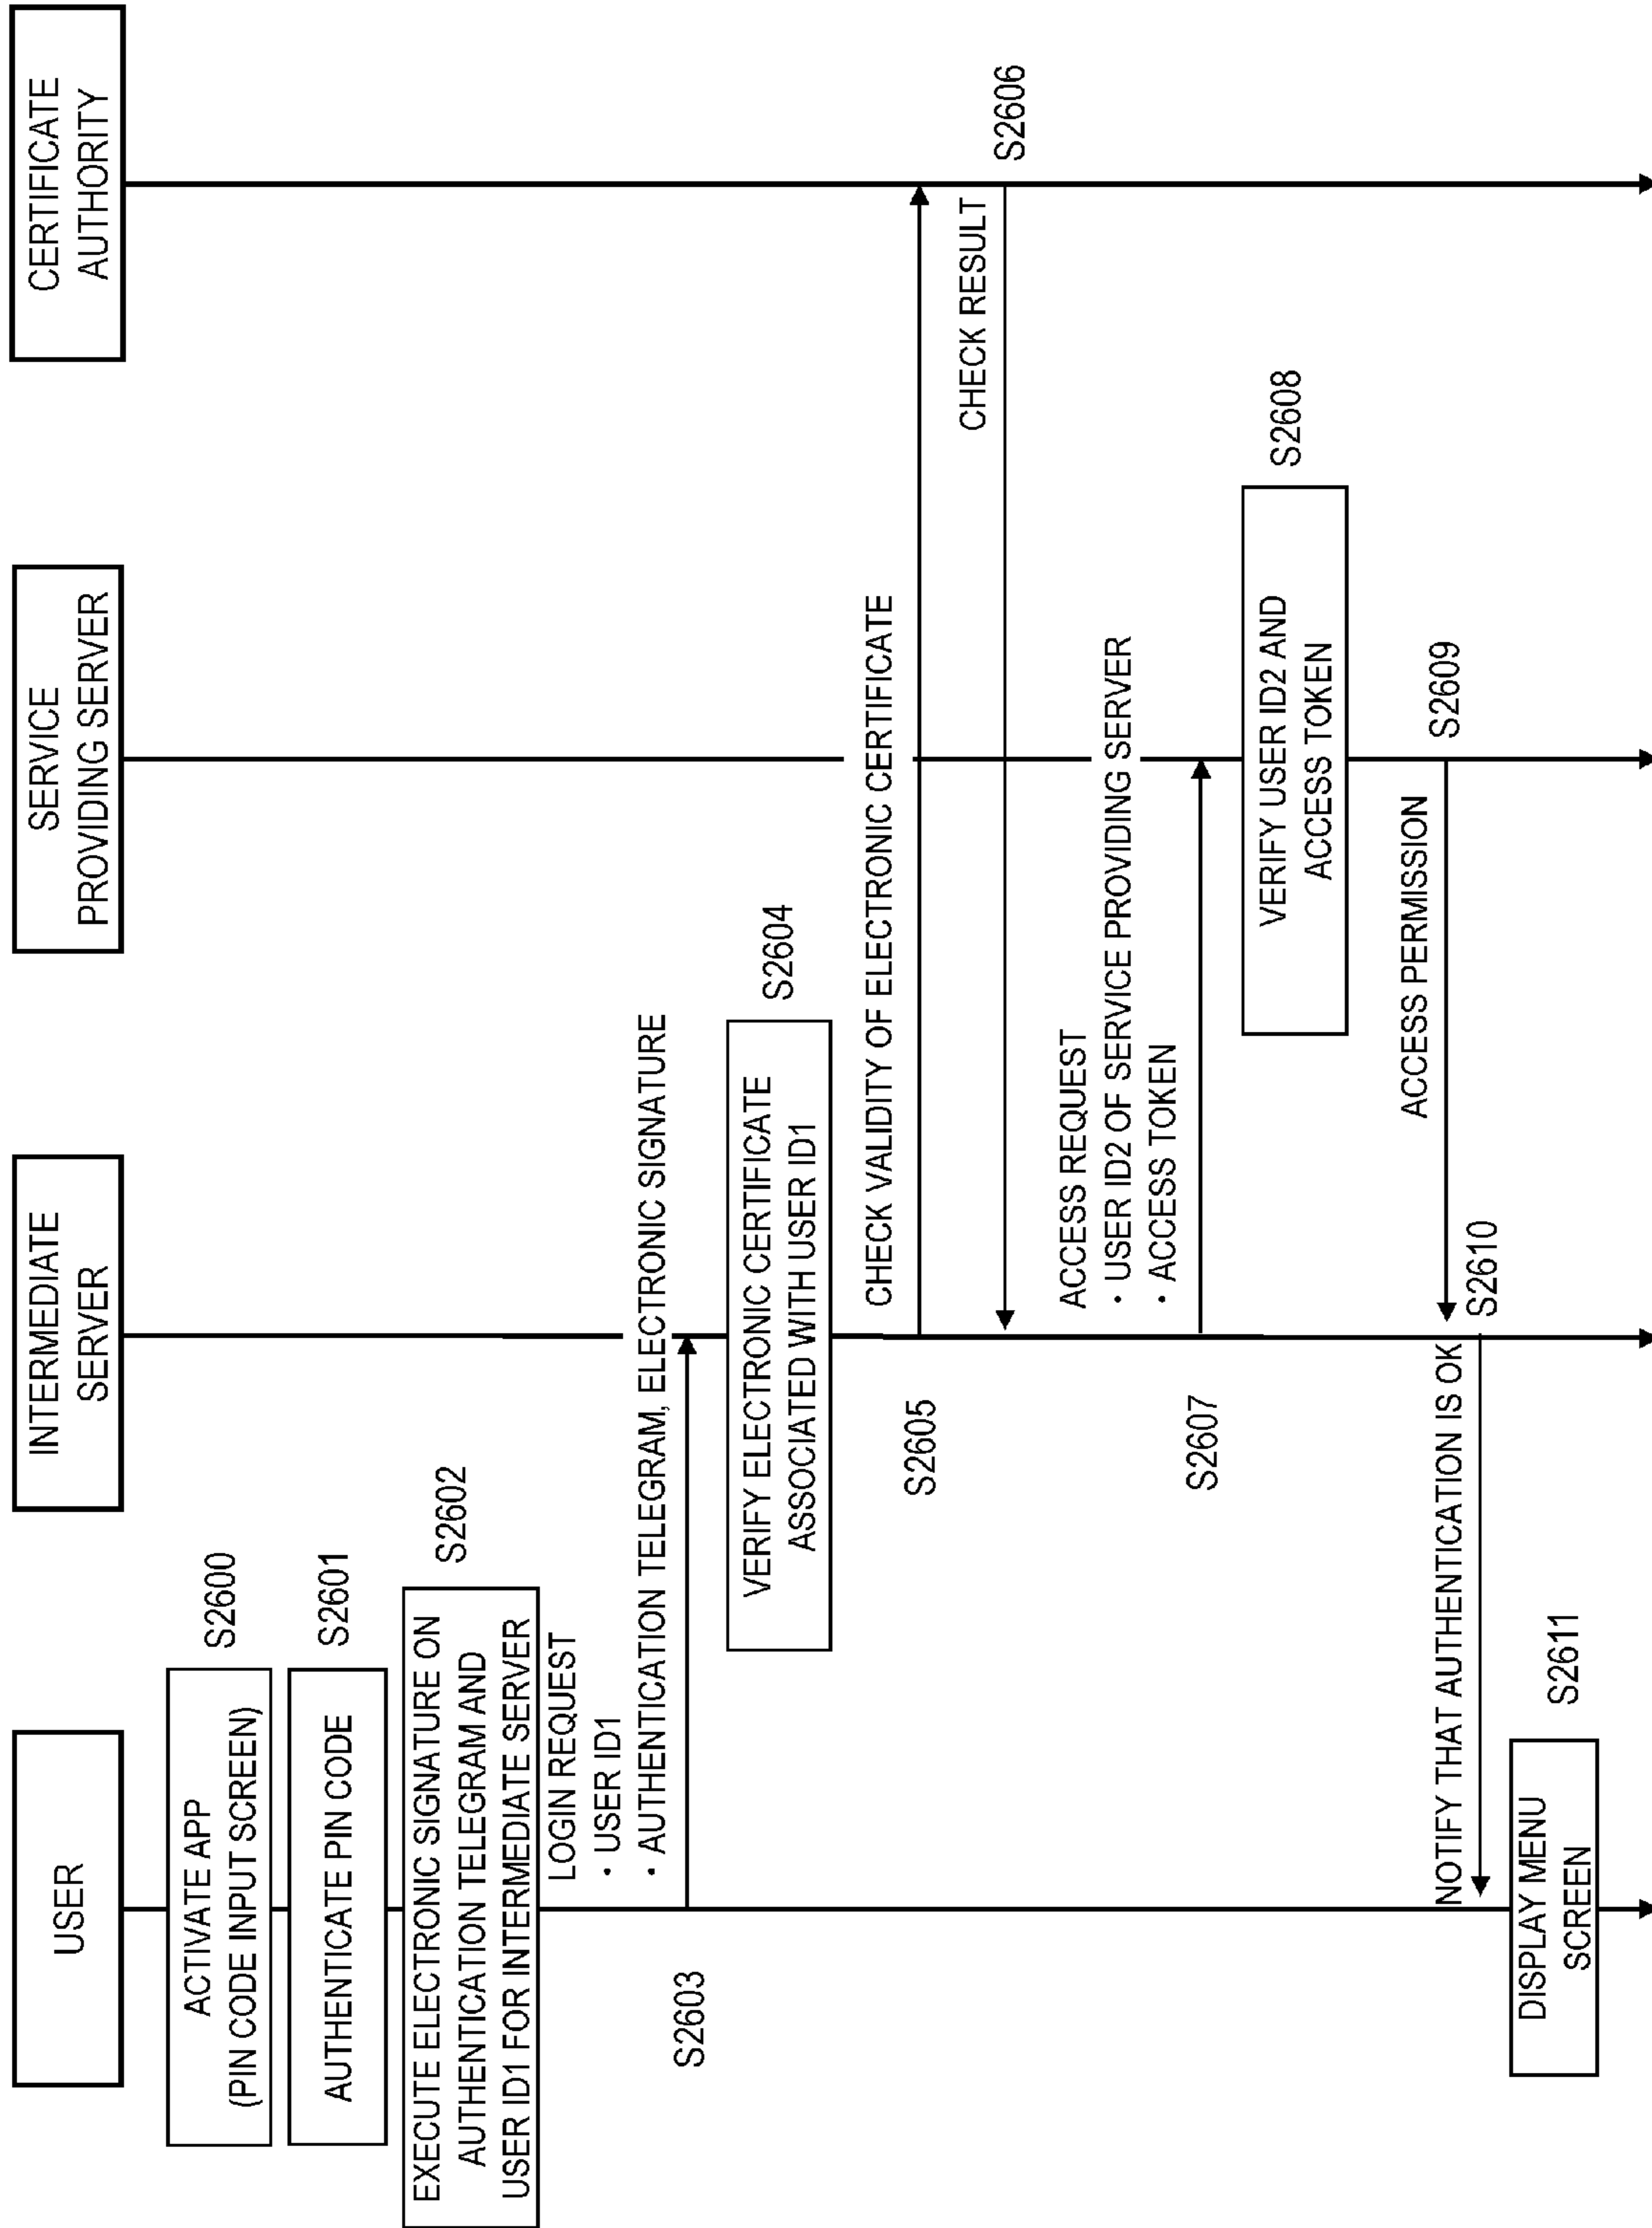 USER
INTERMEDIATE
SERVER
SERVICE
PROVIDING SERVER
CERTIFICATE
AUTHORITY
ACTIVATE APP
(PIN CODE INPUT SCREEN)
S2600
AUTHENTICATE PIN CODE
S2601
EXECUTE ELECTRONIC SIGNATURE ON
AUTHENTICATION TELEGRAM AND
USER ID1 FOR INTERMEDIATE SERVER
S2602
LOGIN REQUEST
· USER ID1
· AUTHENTICATION TELEGRAM, ELECTRONIC SIGNATURE
S2603
VERIFY ELECTRONIC CERTIFICATE
ASSOCIATED WITH USER ID1
S2604
CHECK VALIDITY OF ELECTRONIC CERTIFICATE
S2605
CHECK RESULT
S2606
ACCESS REQUEST
· USER ID2 OF SERVICE PROVIDING SERVER
· ACCESS TOKEN
S2607
VERIFY USER ID2 AND
ACCESS TOKEN
S2608
ACCESS PERMISSION
S2609
NOTIFY THAT AUTHENTICATION IS OK
S2610
DISPLAY MENU
SCREEN
S2611